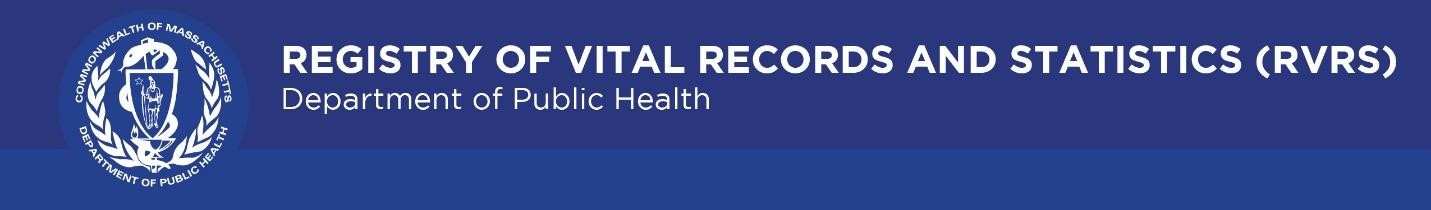 COMMONWEALTH OF MASSACHUSETTS
DEPARTMENT OF PUBLIC HEALTH
REGISTRY OF VITAL RECORDS AND STATISTICS (RVRS)
Department of Public Health